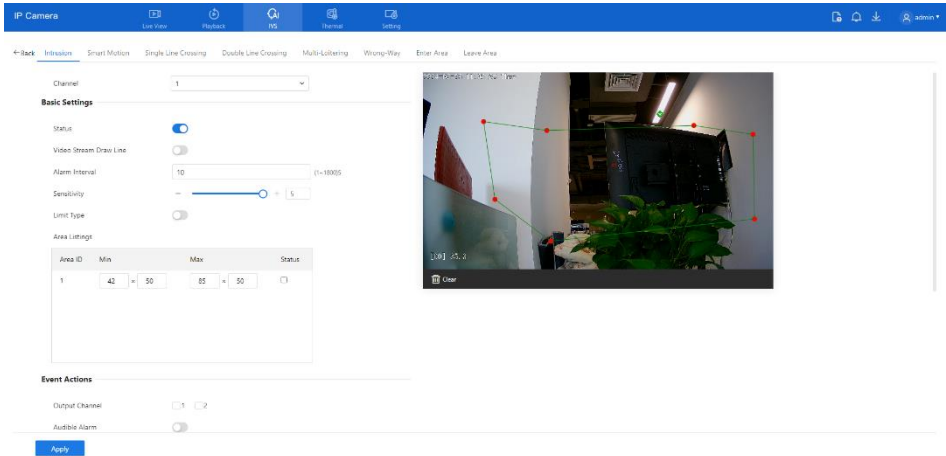 IP Camera
Live View Playback IVS Thermal Setting
admin
Back Intrusion Smart Motion Single Line Crossing Double Line Crossing Multi-Loitering Wrong-Way Enter Area Leave Area
Channel 1
Basic Settings
Status
Video Stream Draw Line
Alarm Interval 10
Sensitivity
Limit Type
Area Listings
Area ID Min Max Status
1 42 50 85 50
Clear
Event Actions
Output Channel 1 2
Audible Alarm
Apply